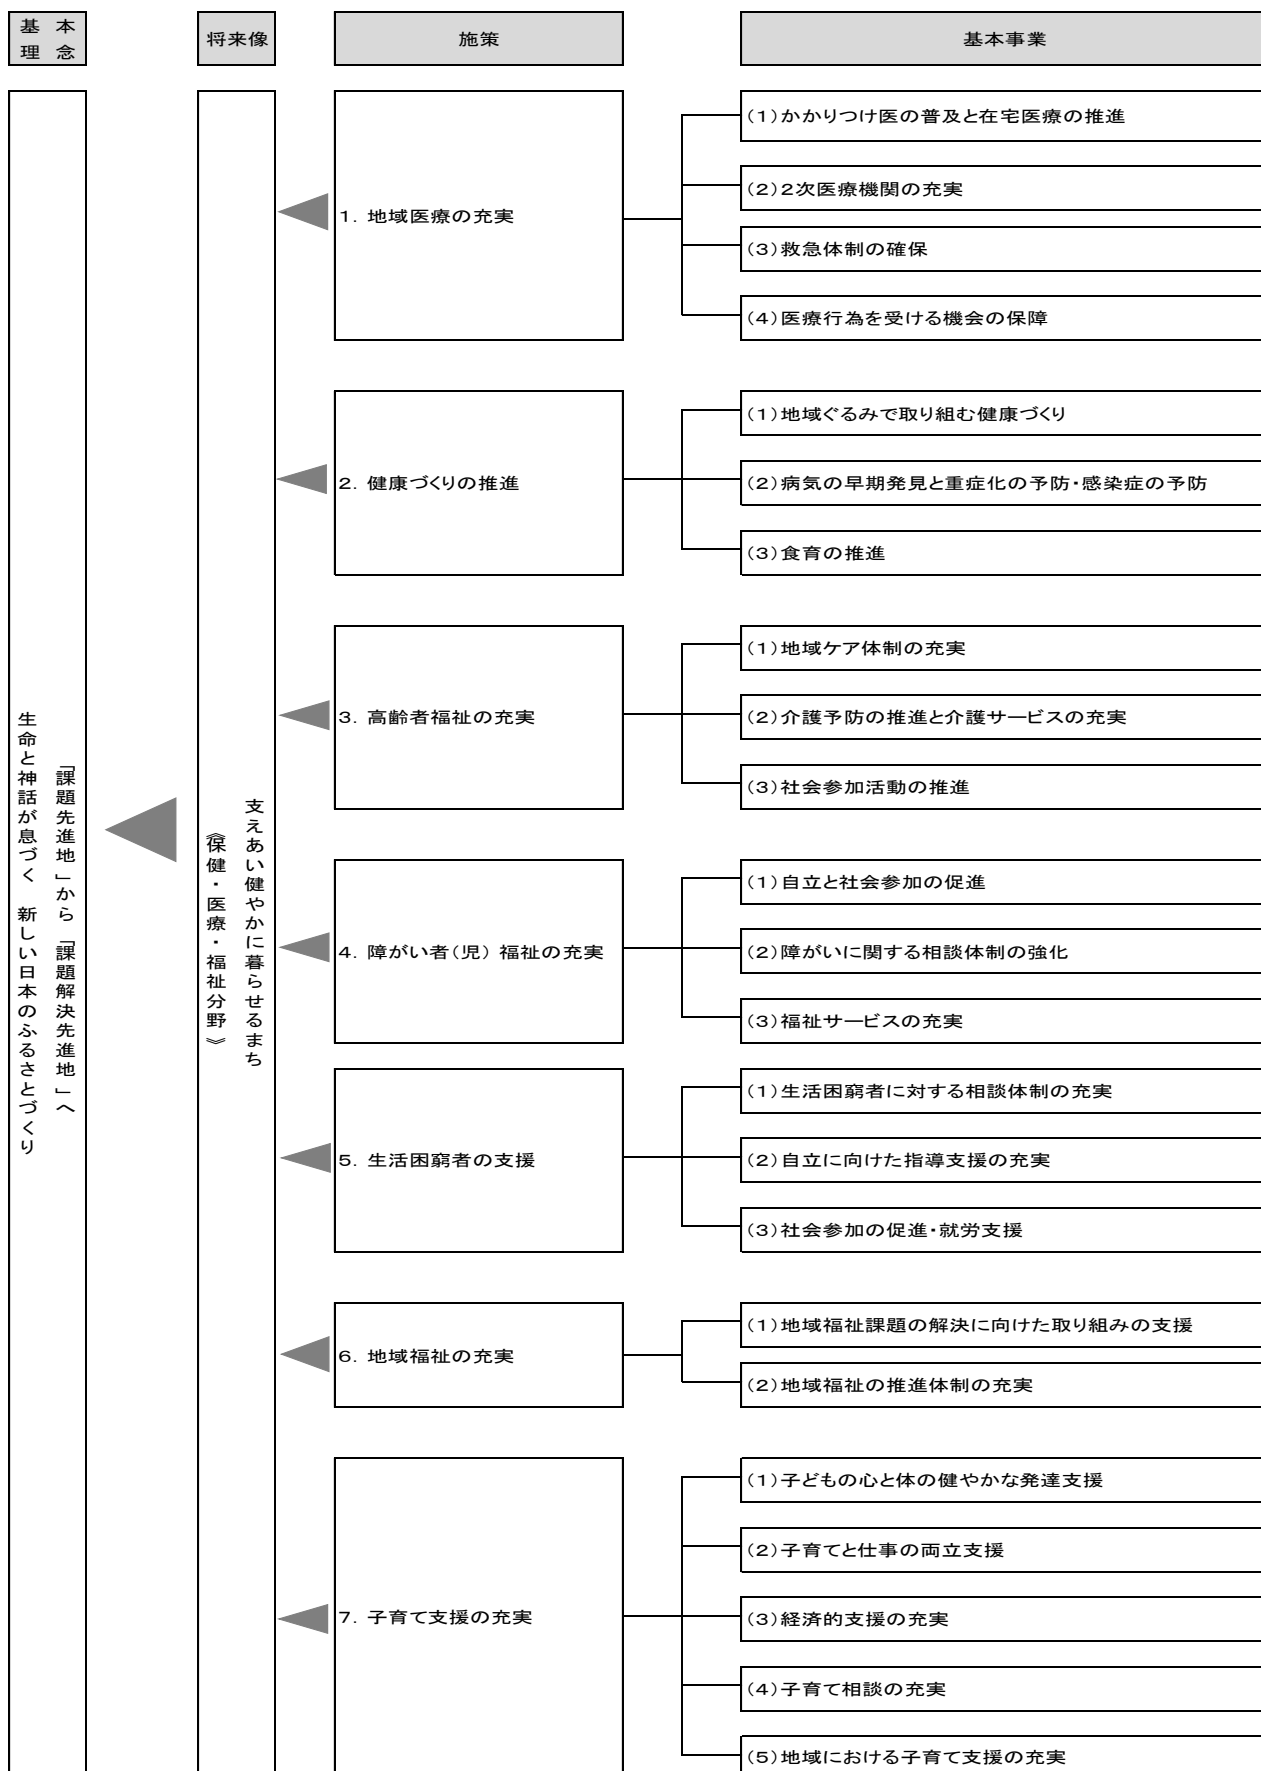 基本
理念
将来像
施策
基本事業
「課題先進地」から「課題解決先進地」へ
生命と神話が息づく　新しい日本のふるさとづくり
支えあい健やかに暮らせるまち
《保健・医療・福祉分野》
1. 地域医療の充実
(1)かかりつけ医の普及と在宅医療の推進
(2)2次医療機関の充実
(3)救急体制の確保
(4)医療行為を受ける機会の保障
2. 健康づくりの推進
(1)地域ぐるみで取り組む健康づくり
(2)病気の早期発見と重症化の予防・感染症の予防
(3)食育の推進
3. 高齢者福祉の充実
(1)地域ケア体制の充実
(2)介護予防の推進と介護サービスの充実
(3)社会参加活動の推進
4. 障がい者(児) 福祉の充実
(1)自立と社会参加の促進
(2)障がいに関する相談体制の強化
(3)福祉サービスの充実
5. 生活困窮者の支援
(1)生活困窮者に対する相談体制の充実
(2)自立に向けた指導支援の充実
(3)社会参加の促進・就労支援
6. 地域福祉の充実
(1)地域福祉課題の解決に向けた取り組みの支援
(2)地域福祉の推進体制の充実
7. 子育て支援の充実
(1)子どもの心と体の健やかな発達支援
(2)子育てと仕事の両立支援
(3)経済的支援の充実
(4)子育て相談の充実
(5)地域における子育て支援の充実